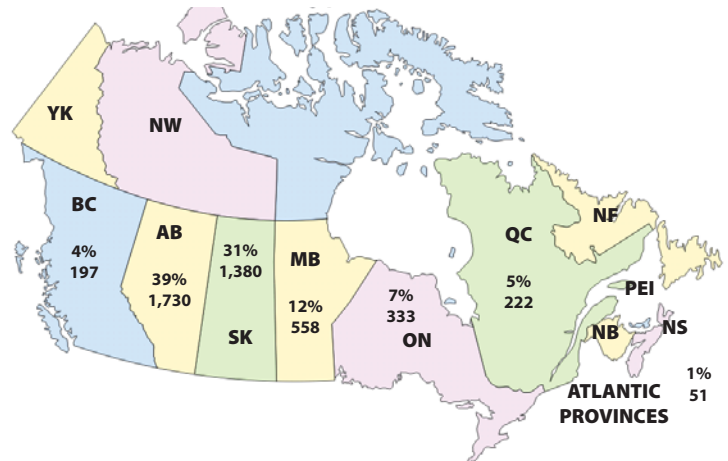 YK
NW
BC
4%
197
AB
39%
1,730
31%
1,380
SK
MB
12%
558
7%
333
ON
QC
5%
222
NF
PEI
NB
NS
ATLANTIC
PROVINCES
1%
51